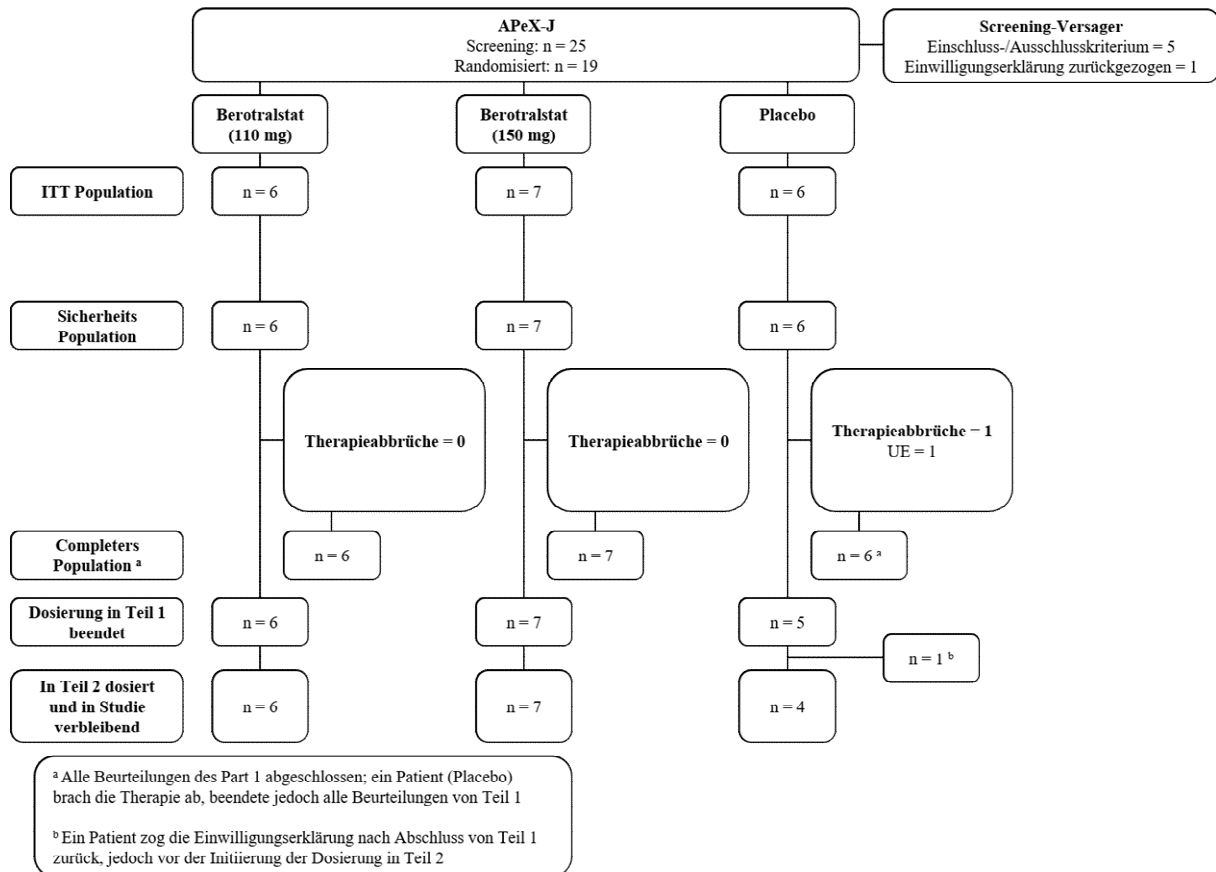 APeX-J
Screening: n = 25
Randomisiert: n = 19
Screening-Versager
Einschluss-/Ausschlusskriterium = 5
Einwilligungserklärung zurückgezogen = 1
Berotralstat
(110 mg)
Berotralstat
(150 mg)
Placebo
ITT Population
n = 6
n = 7
n = 6
Sicherheits
Population
n = 6
n = 7
n = 6
Therapieabbrüche = 0
Therapieabbrüche = 0
Therapieabbrüche = 1
UE = 1
Completers
Population ᵃ
n = 6
n = 7
n = 6 ᵃ
Dosierung in Teil 1
beendet
n = 6
n = 7
n = 5
n = 1 ᵇ
In Teil 2 dosiert
und in Studie
verbleibend
n = 6
n = 7
n = 4
ᵃ Alle Beurteilungen des Part 1 abgeschlossen; ein Patient (Placebo)
brach die Therapie ab, beendete jedoch alle Beurteilungen von Teil 1
ᵇ Ein Patient zog die Einwilligungserklärung nach Abschluss von Teil 1
zurück, jedoch vor der Initiierung der Dosierung in Teil 2